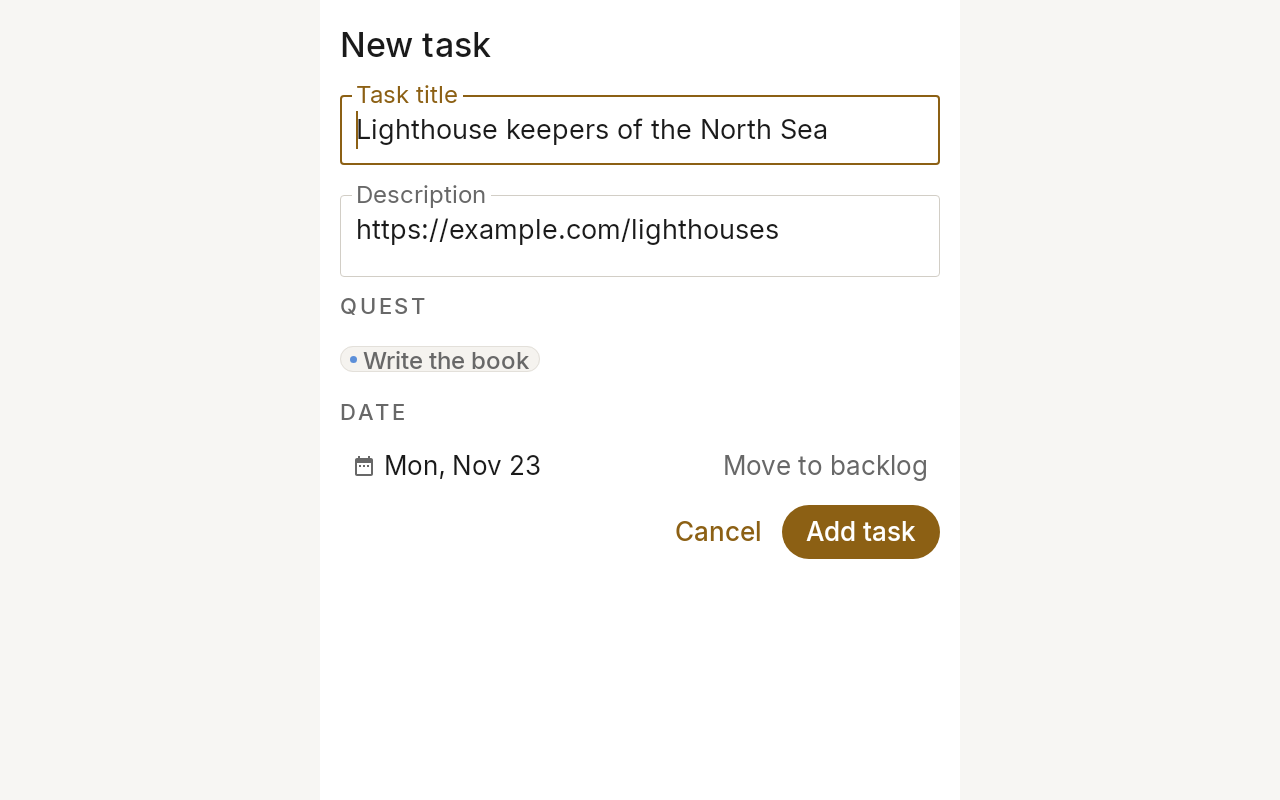 New task
Task title
Lighthouse keepers of the North Sea
Description
https://example.com/lighthouses
QUEST
Write the book
DATE
Mon, Nov 23
Move to backlog
Cancel
Add task